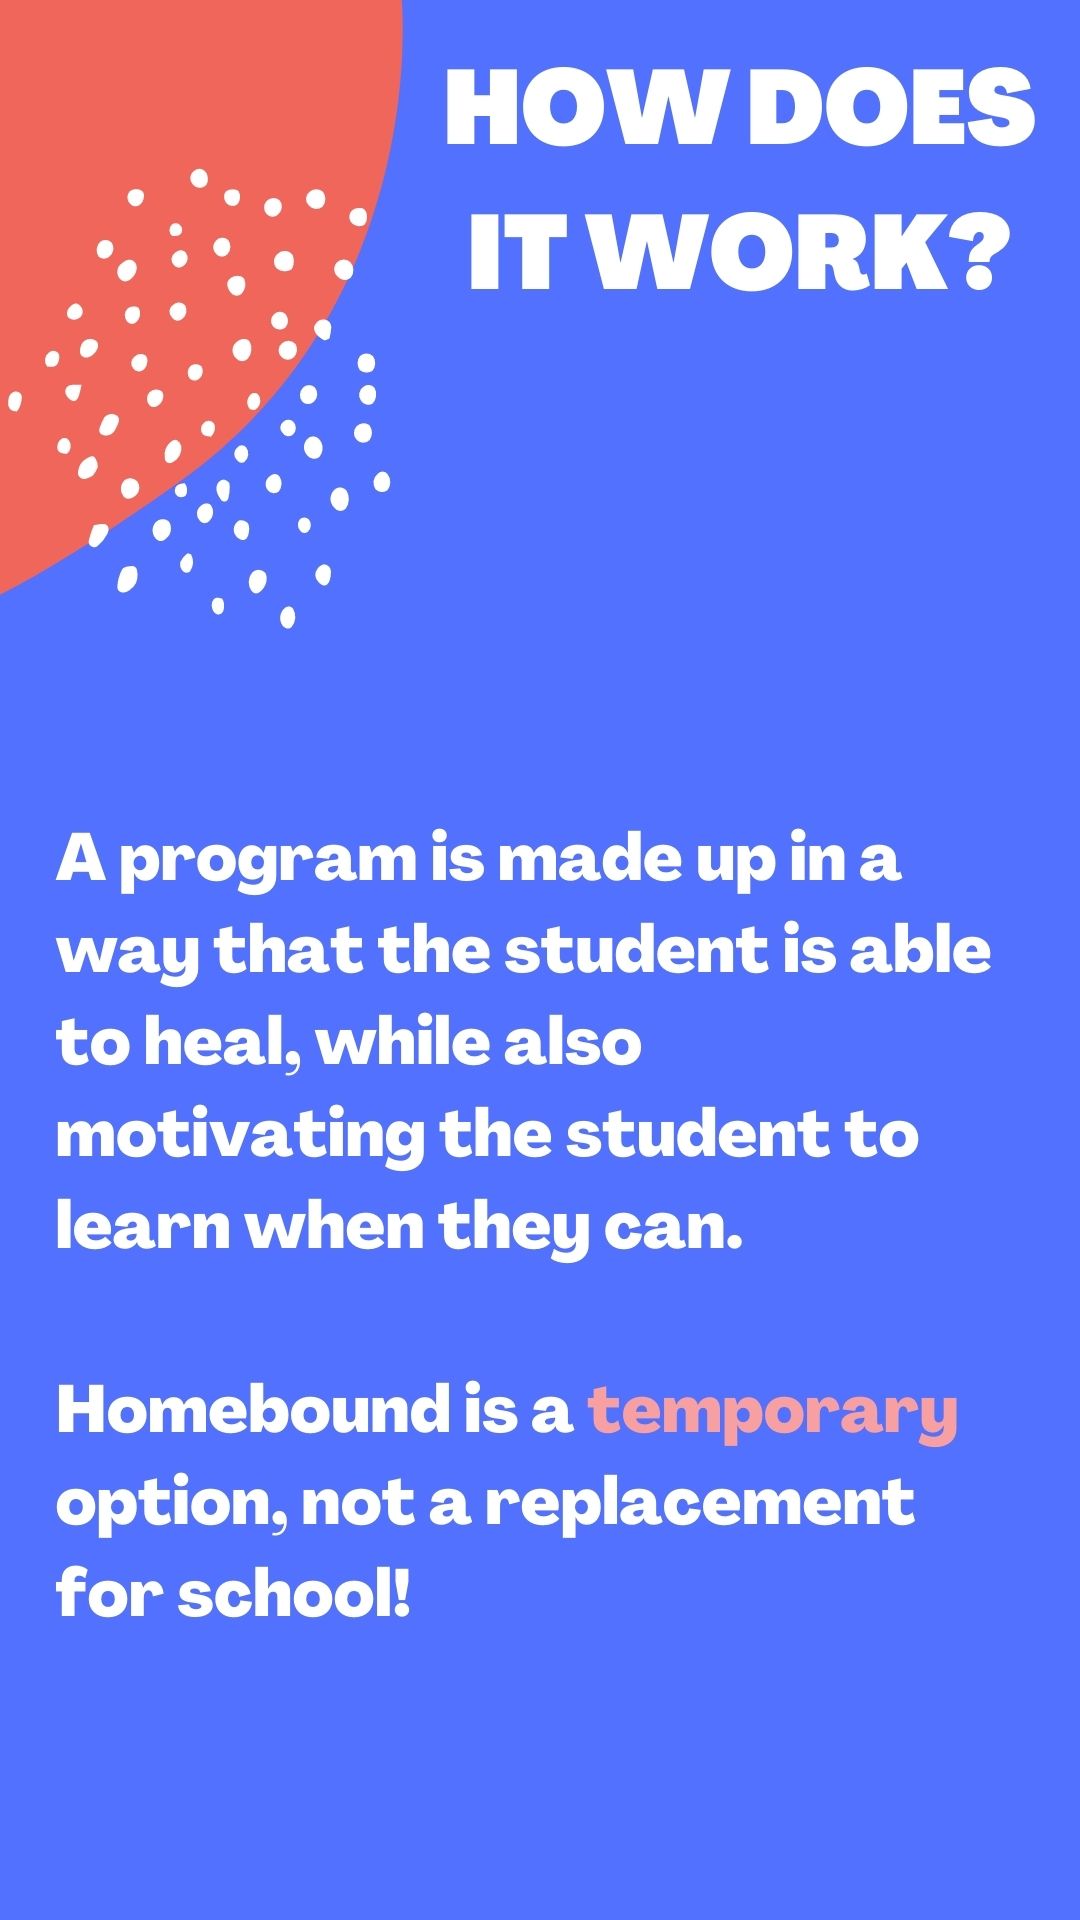 HOW DOES
IT WORK?
A program is made up in a
way that the student is able
to heal, while also
motivating the student to
learn when they can.
Homebound is a temporary
option, not a replacement
for school!